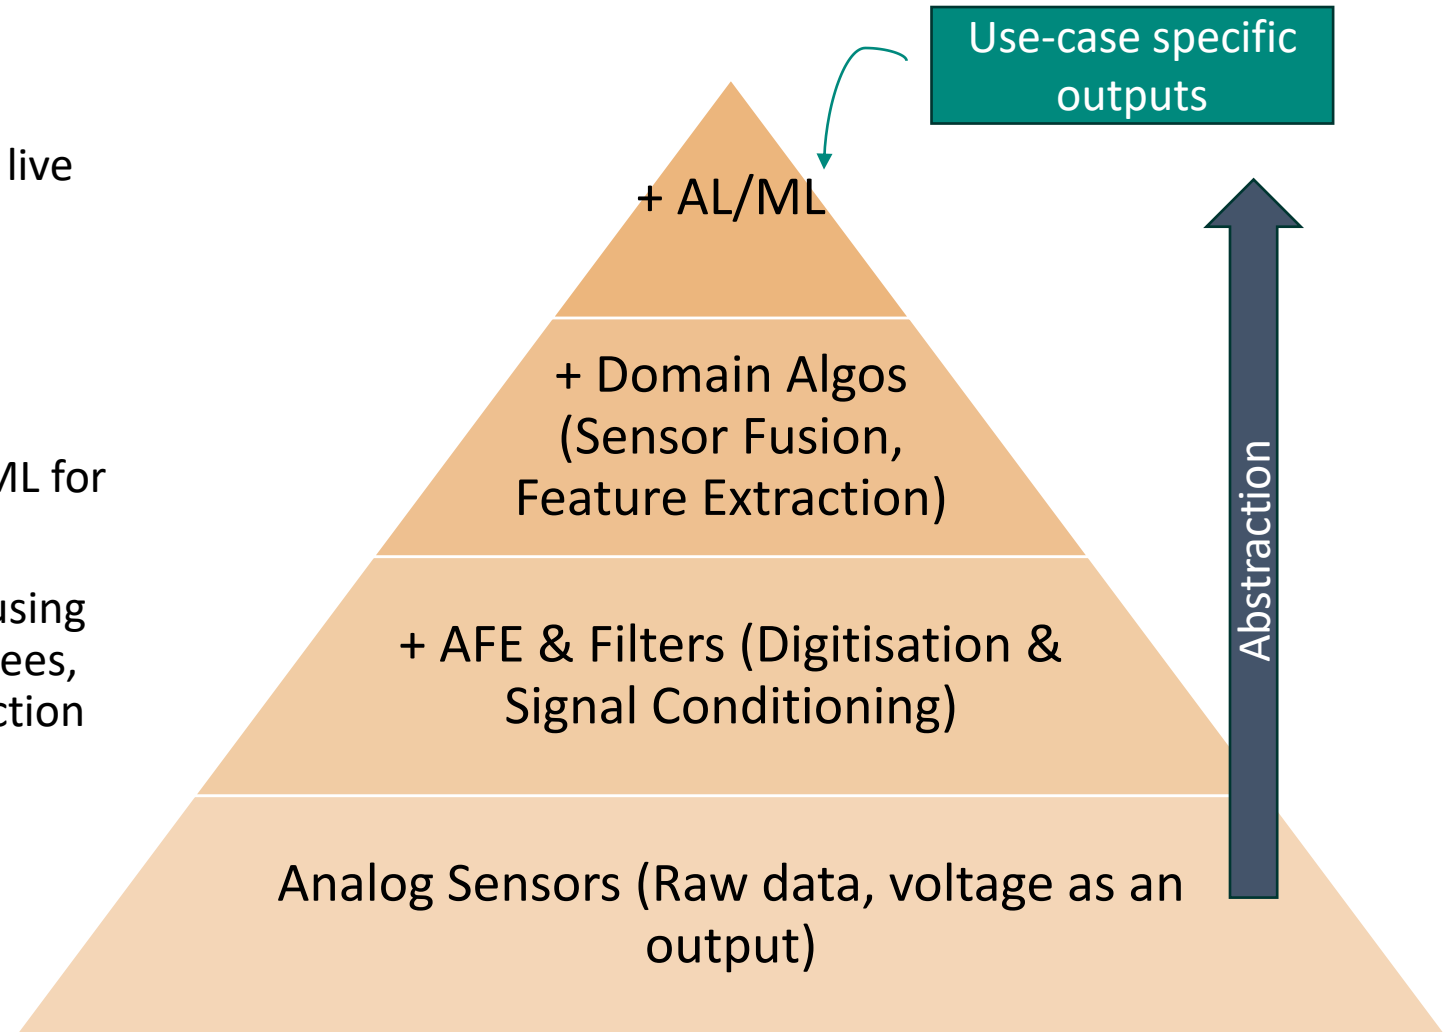 Use-case specific
outputs
live
+ AL/ML
+ Domain Algos
(Sensor Fusion,
Feature Extraction)
ML for
using
ees,
ction
+ AFE & Filters (Digitisation &
Signal Conditioning)
Abstraction
Analog Sensors (Raw data, voltage as an
output)